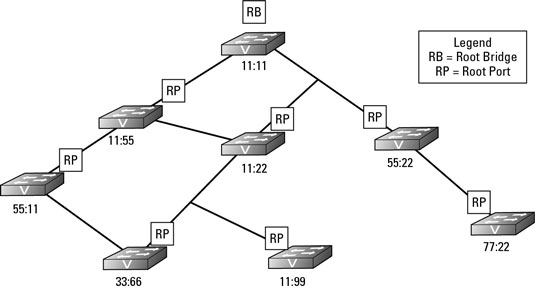 RB
Legend
RB = Root Bridge
RP = Root Port
11:11
RP
RP
RP
11:55
11:22
55:22
RP
55:11
RP
77:22
RP
RP
33:66
11:99